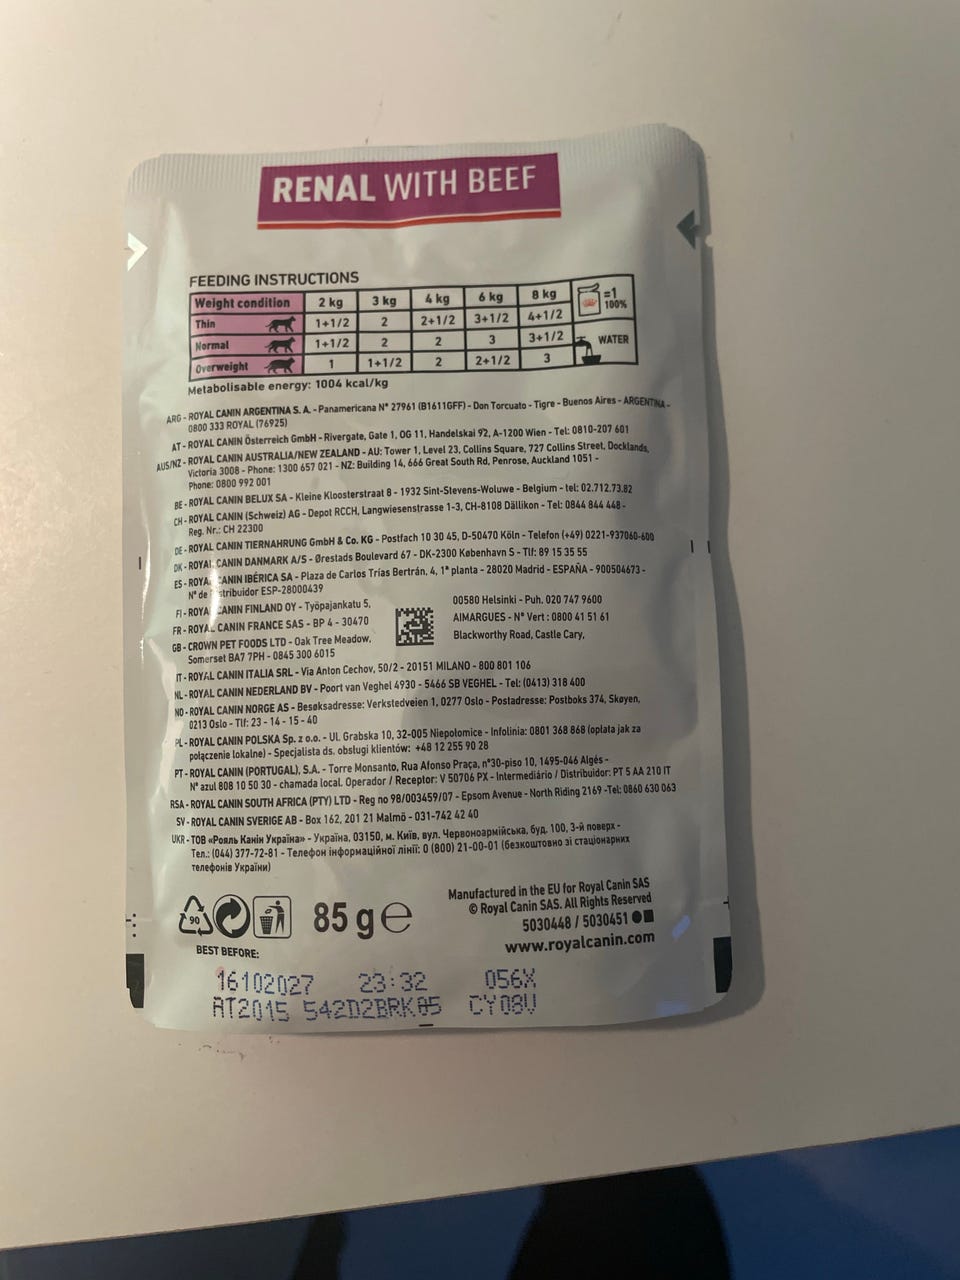 RENAL WITH BEEF
FEEDING INSTRUCTIONS
Weight condition 2 kg 3 kg 4 kg 6 kg 8 kg =1 100%
Thin 1+1/2 2 2+1/2 3+1/2 4+1/2
Normal 1+1/2 2 2 3 3+1/2 WATER
Overweight 1 1+1/2 2 2+1/2 3
Metabolisable energy: 1004 kcal/kg
ARG - ROYAL CANIN ARGENTINA S. A. - Panamericana N° 27961 (B1611GFF) - Don Torcuato - Tigre - Buenos Aires - ARGENTINA -
0800 333 ROYAL (76925)
AT - ROYAL CANIN Österreich GmbH - Rivergate, Gate 1, OG 11, Handelskai 92, A-1200 Wien - Tel: 0810-207 601
AUS/NZ - ROYAL CANIN AUSTRALIA/NEW ZEALAND - AU: Tower 1, Level 23, Collins Square, 727 Collins Street, Docklands,
Victoria 3008 - Phone: 1300 657 021 - NZ: Building 14, 666 Great South Rd, Penrose, Auckland 1051 -
Phone: 0800 992 001
BE - ROYAL CANIN BELUX SA - Kleine Kloosterstraat 8 - 1932 Sint-Stevens-Woluwe - Belgium - tel: 02.712.73.82
CH - ROYAL CANIN (Schweiz) AG - Depot RCCH, Langwiesenstrasse 1-3, CH-8108 Dällikon - Tel: 0844 844 448 -
Reg. Nr.: CH 22300
DE - ROYAL CANIN TIERNAHRUNG GmbH & Co. KG - Postfach 10 30 45, D-50470 Köln - Telefon (+49) 0221-937060-600
DK - ROYAL CANIN DANMARK A/S - Ørestads Boulevard 67 - DK-2300 København S - Tlf: 89 15 35 55
ES - ROYAL CANIN IBÉRICA SA - Plaza de Carlos Trías Bertrán, 4, 1ª planta - 28020 Madrid - ESPAÑA - 900504673 -
N° de distribuidor ESP-28000439
FI - ROYAL CANIN FINLAND OY - Työpajankatu 5, 00580 Helsinki - Puh. 020 747 9600
FR - ROYAL CANIN FRANCE SAS - BP 4 - 30470 AIMARGUES - N° Vert : 0800 41 51 61
GB - CROWN PET FOODS LTD - Oak Tree Meadow, Blackworthy Road, Castle Cary,
Somerset BA7 7PH - 0845 300 6015
IT - ROYAL CANIN ITALIA SRL - Via Anton Cechov, 50/2 - 20151 MILANO - 800 801 106
NL - ROYAL CANIN NEDERLAND BV - Poort van Veghel 4930 - 5466 SB VEGHEL - Tel: (0413) 318 400
NO - ROYAL CANIN NORGE AS - Besøksadresse: Verkstedveien 1, 0277 Oslo - Postadresse: Postboks 374, Skøyen,
0213 Oslo - Tlf: 23 - 14 - 15 - 40
PL - ROYAL CANIN POLSKA Sp. z o.o. - Ul. Grabska 10, 32-005 Niepołomice - Infolinia: 0801 368 868 (opłata jak za
połączenie lokalne) - Specjalista ds. obsługi klientów: +48 12 255 90 28
PT - ROYAL CANIN (PORTUGAL), S.A. - Torre Monsanto, Rua Afonso Praça, n°30-piso 10, 1495-046 Algés -
N° azul 808 10 50 30 - chamada local. Operador / Receptor: V 50706 PX - Intermediário / Distribuidor: PT 5 AA 210 IT
RSA - ROYAL CANIN SOUTH AFRICA (PTY) LTD - Reg no 98/003459/07 - Epsom Avenue - North Riding 2169 -Tel: 0860 630 063
SV - ROYAL CANIN SVERIGE AB - Box 162, 201 21 Malmö - 031-742 42 40
UKR - ТОВ «Рояль Канін Україна» - Україна, 03150, м. Київ, вул. Червоноармійська, буд. 100, 3-й поверх -
Тел.: (044) 377-72-81 - Телефон інформаційної лінії: 0 (800) 21-00-01 (безкоштовно зі стаціонарних
телефонів України)
90 85 g e
Manufactured in the EU for Royal Canin SAS
© Royal Canin SAS. All Rights Reserved
5030448 / 5030451
www.royalcanin.com
BEST BEFORE:
16102027 23:32 056X
AT2015 542D2BRK05 CY08V